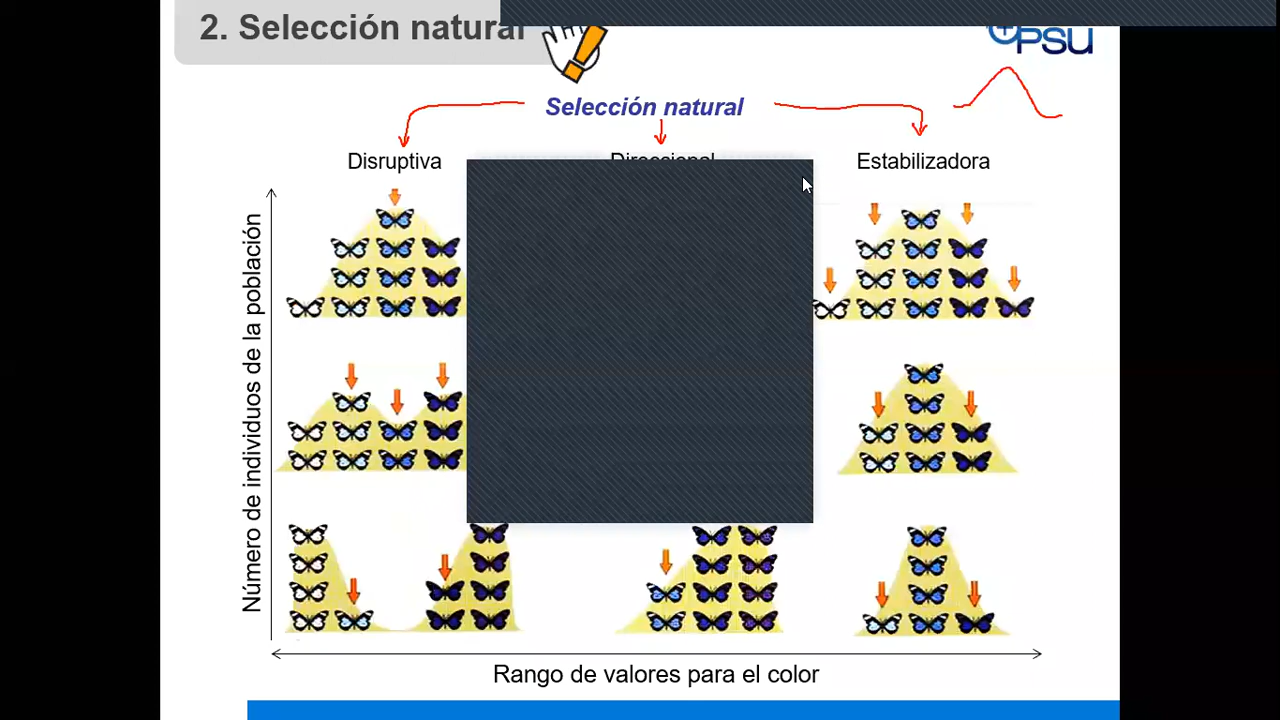 2. Selección natural
PSU
Selección natural
Disruptiva
Direccional
Estabilizadora
Número de individuos de la población
Rango de valores para el color